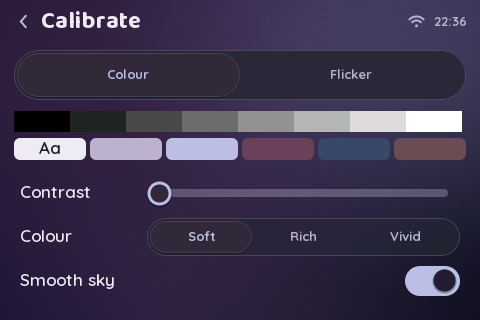 Calibrate
22:36
Colour Flicker
Aa
Contrast
Colour Soft Rich Vivid
Smooth sky